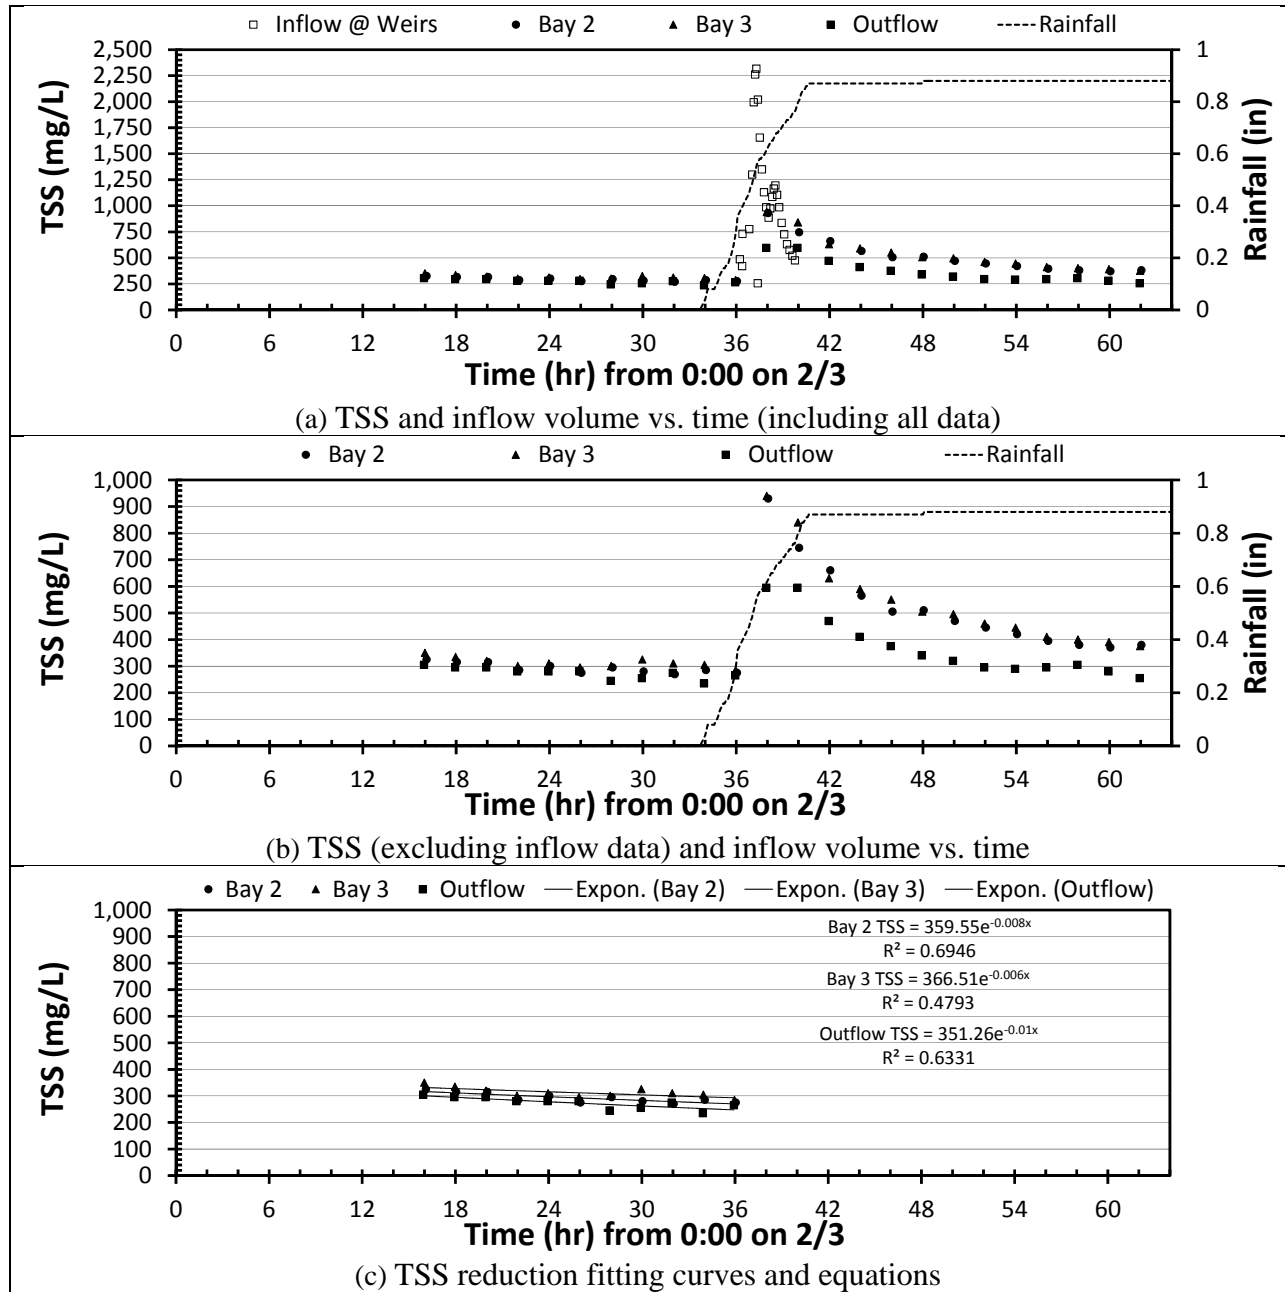 Inflow @ Weirs Bay 2 Bay 3 Outflow Rainfall
2,500
2,250
2,000
1,750
1,500
1,250
1,000
750
500
250
0
TSS (mg/L)
1
0.8
0.6
0.4
0.2
0
Rainfall (in)
0 6 12 18 24 30 36 42 48 54 60
Time (hr) from 0:00 on 2/3
(a) TSS and inflow volume vs. time (including all data)
Bay 2 Bay 3 Outflow Rainfall
1,000
900
800
700
600
500
400
300
200
100
0
TSS (mg/L)
1
0.8
0.6
0.4
0.2
0
Rainfall (in)
0 6 12 18 24 30 36 42 48 54 60
Time (hr) from 0:00 on 2/3
(b) TSS (excluding inflow data) and inflow volume vs. time
Bay 2 Bay 3 Outflow Expon. (Bay 2) Expon. (Bay 3) Expon. (Outflow)
1,000
900
800
700
600
500
400
300
200
100
0
TSS (mg/L)
Bay 2 TSS = 359.55e^-0.008x
R² = 0.6946
Bay 3 TSS = 366.51e^-0.006x
R² = 0.4793
Outflow TSS = 351.26e^-0.01x
R² = 0.6331
0 6 12 18 24 30 36 42 48 54 60
Time (hr) from 0:00 on 2/3
(c) TSS reduction fitting curves and equations